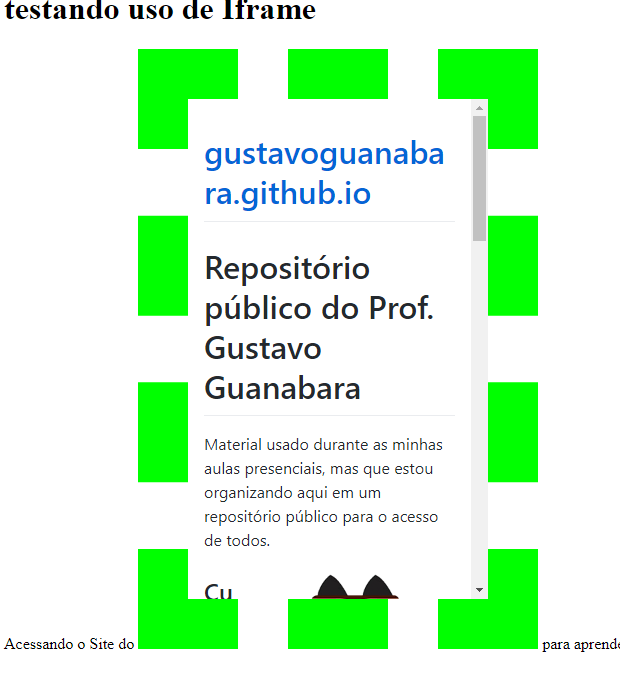 testando uso de Iframe
gustavoguanaba
ra.github.io
Repositório
público do Prof.
Gustavo
Guanabara
Material usado durante as minhas
aulas presenciais, mas que estou
organizando aqui em um
repositório público para o acesso
de todos.
Cu
Acessando o Site do para aprende